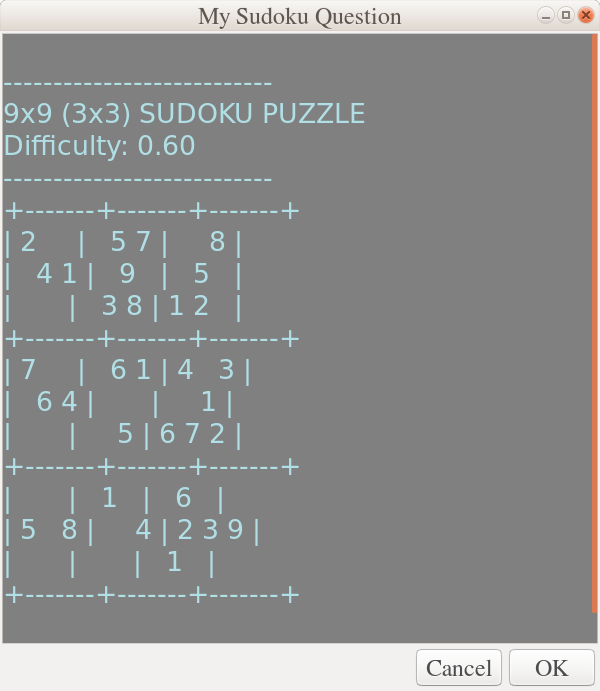 My Sudoku Question
---------------------------
9x9 (3x3) SUDOKU PUZZLE
Difficulty: 0.60
---------------------------
+-------+-------+-------+
| 2     |   5 7 |     8 |
|   4 1 |   9   |   5   |
|       |   3 8 | 1 2   |
+-------+-------+-------+
| 7     |   6 1 | 4   3 |
|   6 4 |       |     1 |
|       |     5 | 6 7 2 |
+-------+-------+-------+
|       |   1   |   6   |
| 5   8 |     4 | 2 3 9 |
|       |       |   1   |
+-------+-------+-------+
Cancel OK